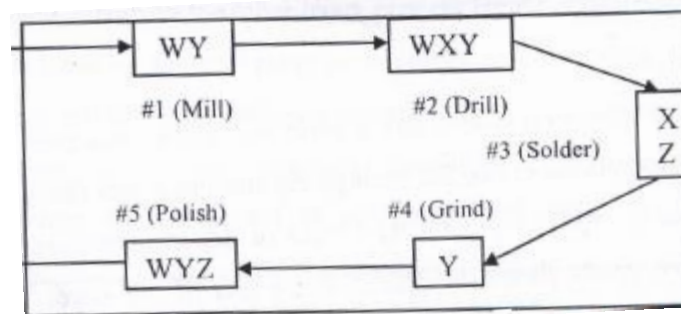 WY
WXY
#1 (Mill)
#2 (Drill)
X
Z
#3 (Solder)
#5 (Polish)
#4 (Grind)
WYZ
Y